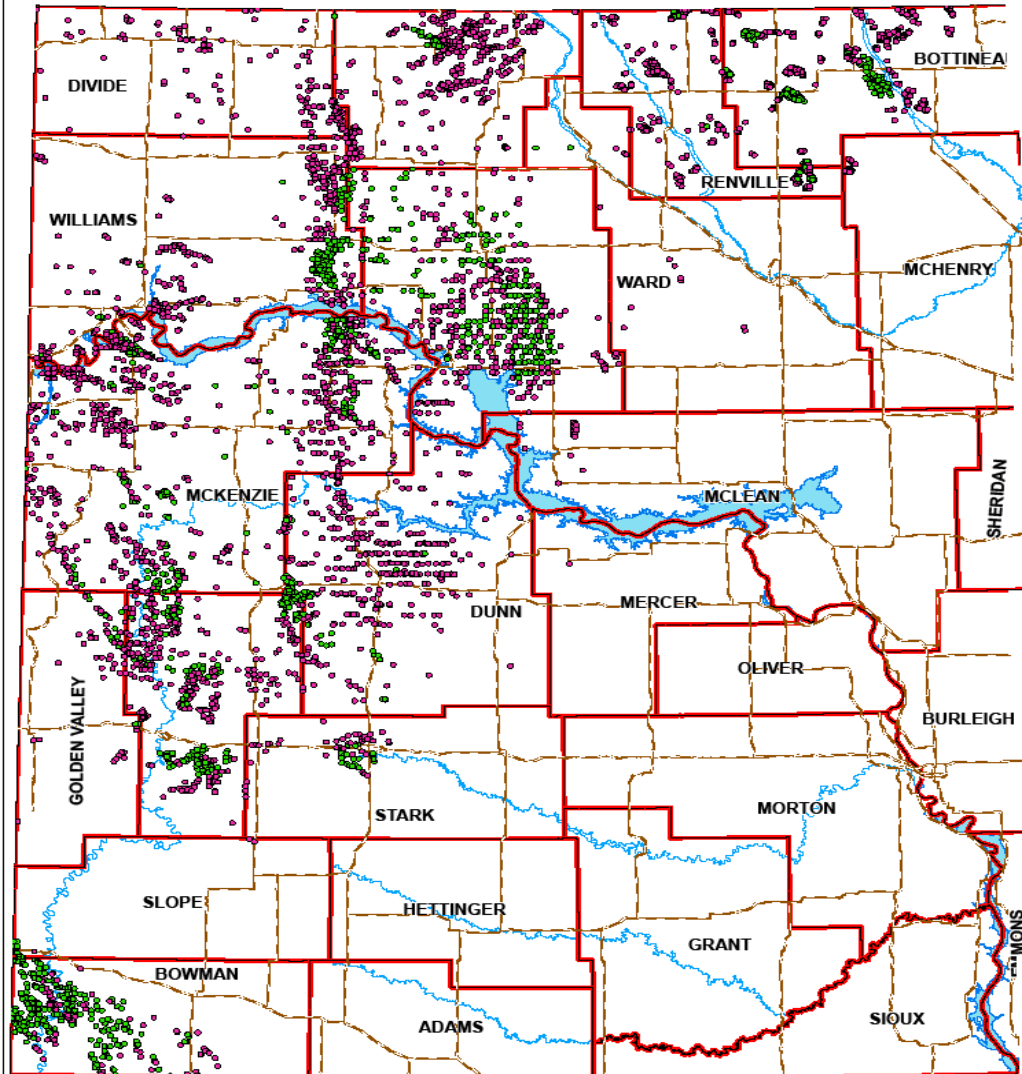 BOTTINEAU
DIVIDE
RENVILLE
WILLIAMS
MCHENRY
WARD
MCKENZIE
MCLEAN
SHERIDAN
DUNN
MERCER
OLIVER
GOLDEN VALLEY
BURLEIGH
STARK
MORTON
SLOPE
HETTINGER
GRANT
BOWMAN
ADAMS
SIOUX